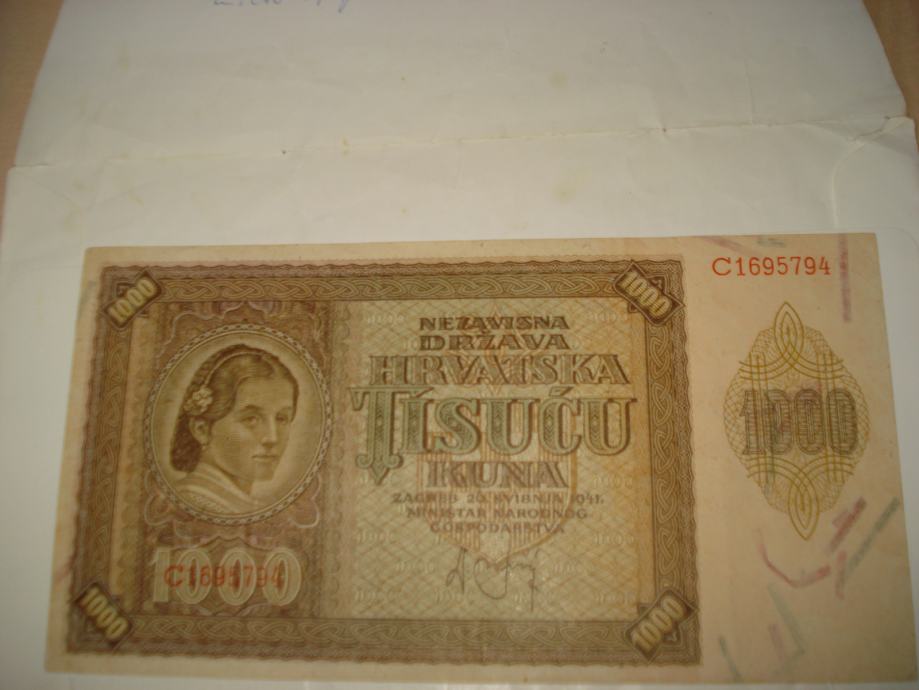 C1695794
1000
1000
NEZAVISNA
DRŽAVA
HRVATSKA
TISUĆU
KUNA
ZAGREB 26. SVIBNJA 1941.
MINISTAR NARODNOG
GOSPODARSTVA
1000
1000
C1695794
1000
1000